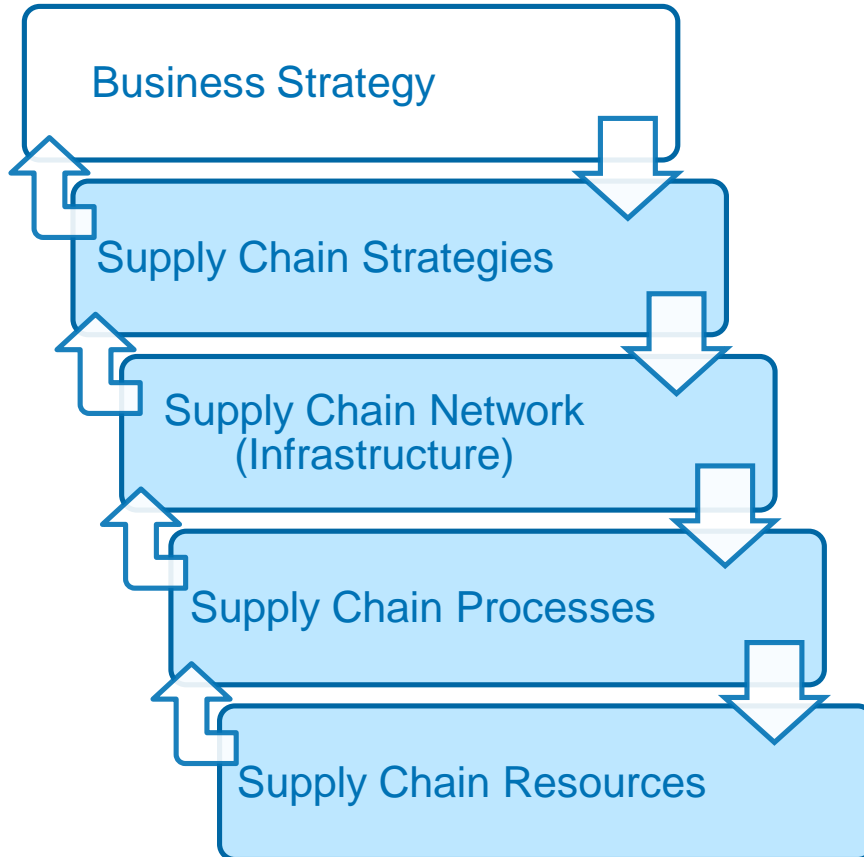 Business Strategy
Supply Chain Strategies
Supply Chain Network
(Infrastructure)
Supply Chain Processes
Supply Chain Resources